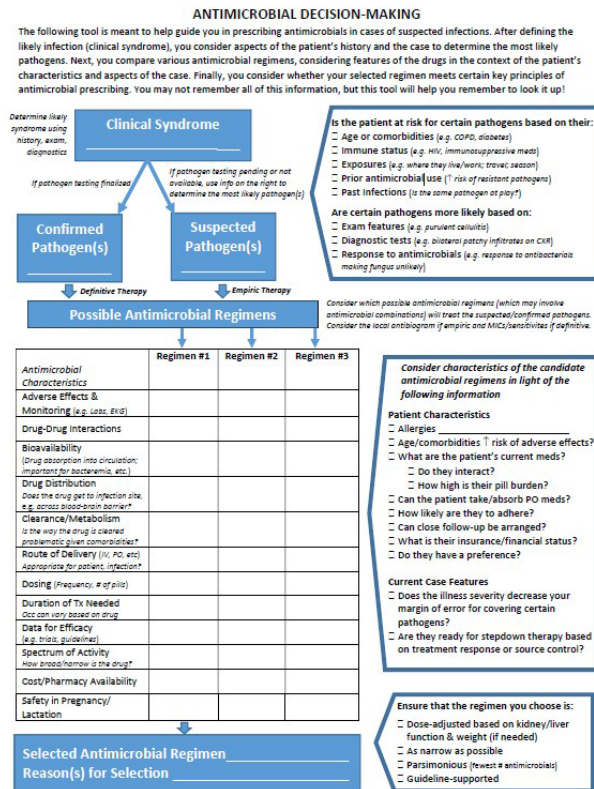 ANTIMICROBIAL DECISION-MAKING
The following tool is meant to help guide you in prescribing antimicrobials in cases of suspected infections. After defining the
likely infection (clinical syndrome), you consider aspects of the patient's history and the case to determine the most likely
pathogens. Next, you compare various antimicrobial regimens, considering features of the drugs in the context of the patient's
characteristics and aspects of the case. Finally, you consider whether your selected regimen meets certain key principles of
antimicrobial prescribing. You may not remember all of this information, but this tool will help you remember to look it up!
Determine likely
syndrome using
history, exam,
diagnostics
Clinical Syndrome
If pathogen testing finalized
If pathogen testing pending or not
available, use info on the right to
determine the most likely pathogen(s)
Confirmed
Pathogen(s)
Suspected
Pathogen(s)
Definitive Therapy
Empiric Therapy
Is the patient at risk for certain pathogens based on their:
□ Age or comorbidities (e.g. COPD, diabetes)
□ Immune status (e.g. HIV, immunosuppressive meds)
□ Exposures (e.g. where they live/work; travel; season)
□ Prior antimicrobial use (↑ risk of resistant pathogens)
□ Past Infections (Is the same pathogen at play?)
Are certain pathogens more likely based on:
□ Exam features (e.g. purulent cellulitis)
□ Diagnostic tests (e.g. bilateral patchy infiltrates on CXR)
□ Response to antimicrobials (e.g. response to antibacterials
making fungus unlikely)
Possible Antimicrobial Regimens
Consider which possible antimicrobial regimens (which may involve
antimicrobial combinations) will treat the suspected/confirmed pathogens.
Consider the local antibiogram if empiric and MICs/sensitivites if definitive.
Regimen #1 Regimen #2 Regimen #3
Antimicrobial
Characteristics
Adverse Effects &
Monitoring (e.g. Labs, EKG)
Drug-Drug Interactions
Bioavailability
(Drug absorption into circulation;
important for bacteremia, etc.)
Drug Distribution
Does the drug get to infection site,
e.g. across blood-brain barrier?
Clearance/Metabolism
Is the way the drug is cleared
problematic given comorbidities?
Route of Delivery (IV, PO, etc)
Appropriate for patient, infection?
Dosing (Frequency, # of pills)
Duration of Tx Needed
Occ can vary based on drug
Data for Efficacy
(e.g. trials, guidelines)
Spectrum of Activity
How broad/narrow is the drug?
Cost/Pharmacy Availability
Safety in Pregnancy/
Lactation
Consider characteristics of the candidate
antimicrobial regimens in light of the
following information
Patient Characteristics
□ Allergies ____________________
□ Age/comorbidities ↑ risk of adverse effects?
□ What are the patient's current meds?
□ Do they interact?
□ How high is their pill burden?
□ Can the patient take/absorb PO meds?
□ How likely are they to adhere?
□ Can close follow-up be arranged?
□ What is their insurance/financial status?
□ Do they have a preference?
Current Case Features
□ Does the illness severity decrease your
margin of error for covering certain
pathogens?
□ Are they ready for stepdown therapy based
on treatment response or source control?
Selected Antimicrobial Regimen____________________
Reason(s) for Selection ____________________
Ensure that the regimen you choose is:
□ Dose-adjusted based on kidney/liver
function & weight (if needed)
□ As narrow as possible
□ Parsimonious (fewest # antimicrobials)
□ Guideline-supported